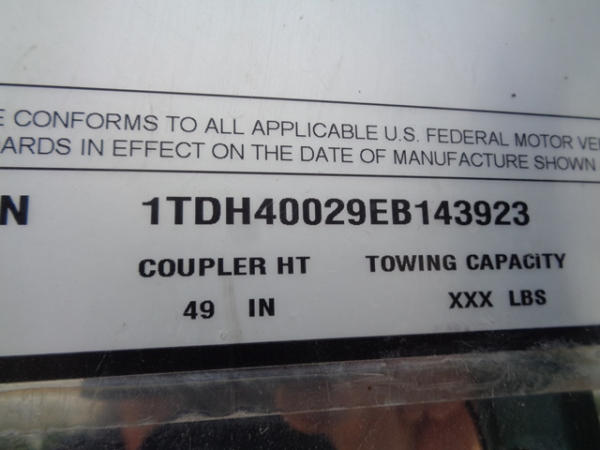 E CONFORMS TO ALL APPLICABLE U.S. FEDERAL MOTOR VE
ARDS IN EFFECT ON THE DATE OF MANUFACTURE SHOWN
N 1TDH40029EB143923
COUPLER HT TOWING CAPACiTY
49 IN XXX LBS